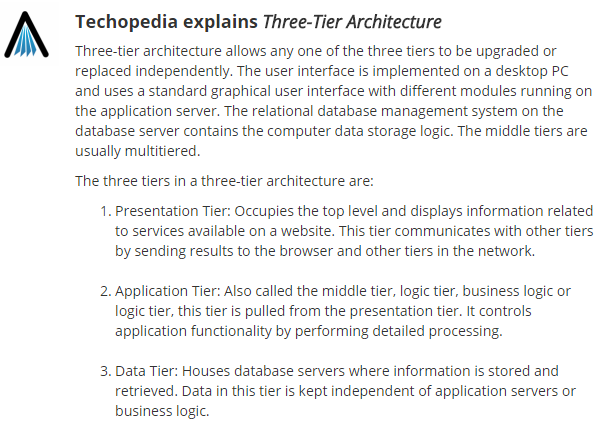 Techopedia explains Three-Tier Architecture
Three-tier architecture allows any one of the three tiers to be upgraded or
replaced independently. The user interface is implemented on a desktop PC
and uses a standard graphical user interface with different modules running on
the application server. The relational database management system on the
database server contains the computer data storage logic. The middle tiers are
usually multitiered.
The three tiers in a three-tier architecture are:
1. Presentation Tier: Occupies the top level and displays information related
to services available on a website. This tier communicates with other tiers
by sending results to the browser and other tiers in the network.
2. Application Tier: Also called the middle tier, logic tier, business logic or
logic tier, this tier is pulled from the presentation tier. It controls
application functionality by performing detailed processing.
3. Data Tier: Houses database servers where information is stored and
retrieved. Data in this tier is kept independent of application servers or
business logic.